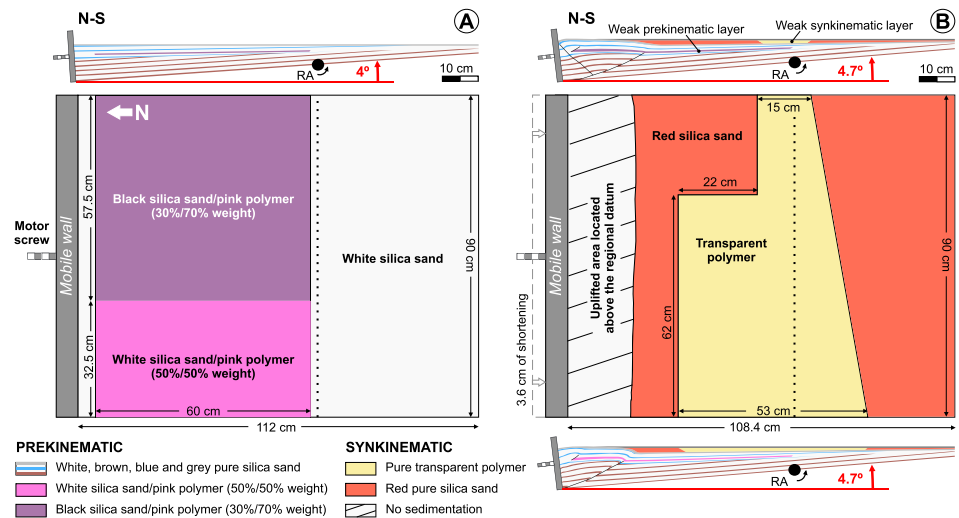 N-S
A
4º
RA
10 cm
N
57.5 cm
Black silica sand/pink polymer
(30%/70% weight)
Motor
screw
Mobile wall
White silica sand
90 cm
32.5 cm
White silica sand/pink polymer
(50%/50% weight)
60 cm
112 cm
N-S
B
Weak prekinematic layer
Weak synkinematic layer
4.7º
RA
10 cm
15 cm
Red silica sand
22 cm
Mobile wall
Uplifted area located
above the regional datum
Transparent
polymer
90 cm
3.6 cm of shortening
62 cm
53 cm
108.4 cm
RA
4.7º
PREKINEMATIC
White, brown, blue and grey pure silica sand
White silica sand/pink polymer (50%/50% weight)
Black silica sand/pink polymer (30%/70% weight)
SYNKINEMATIC
Pure transparent polymer
Red pure silica sand
No sedimentation